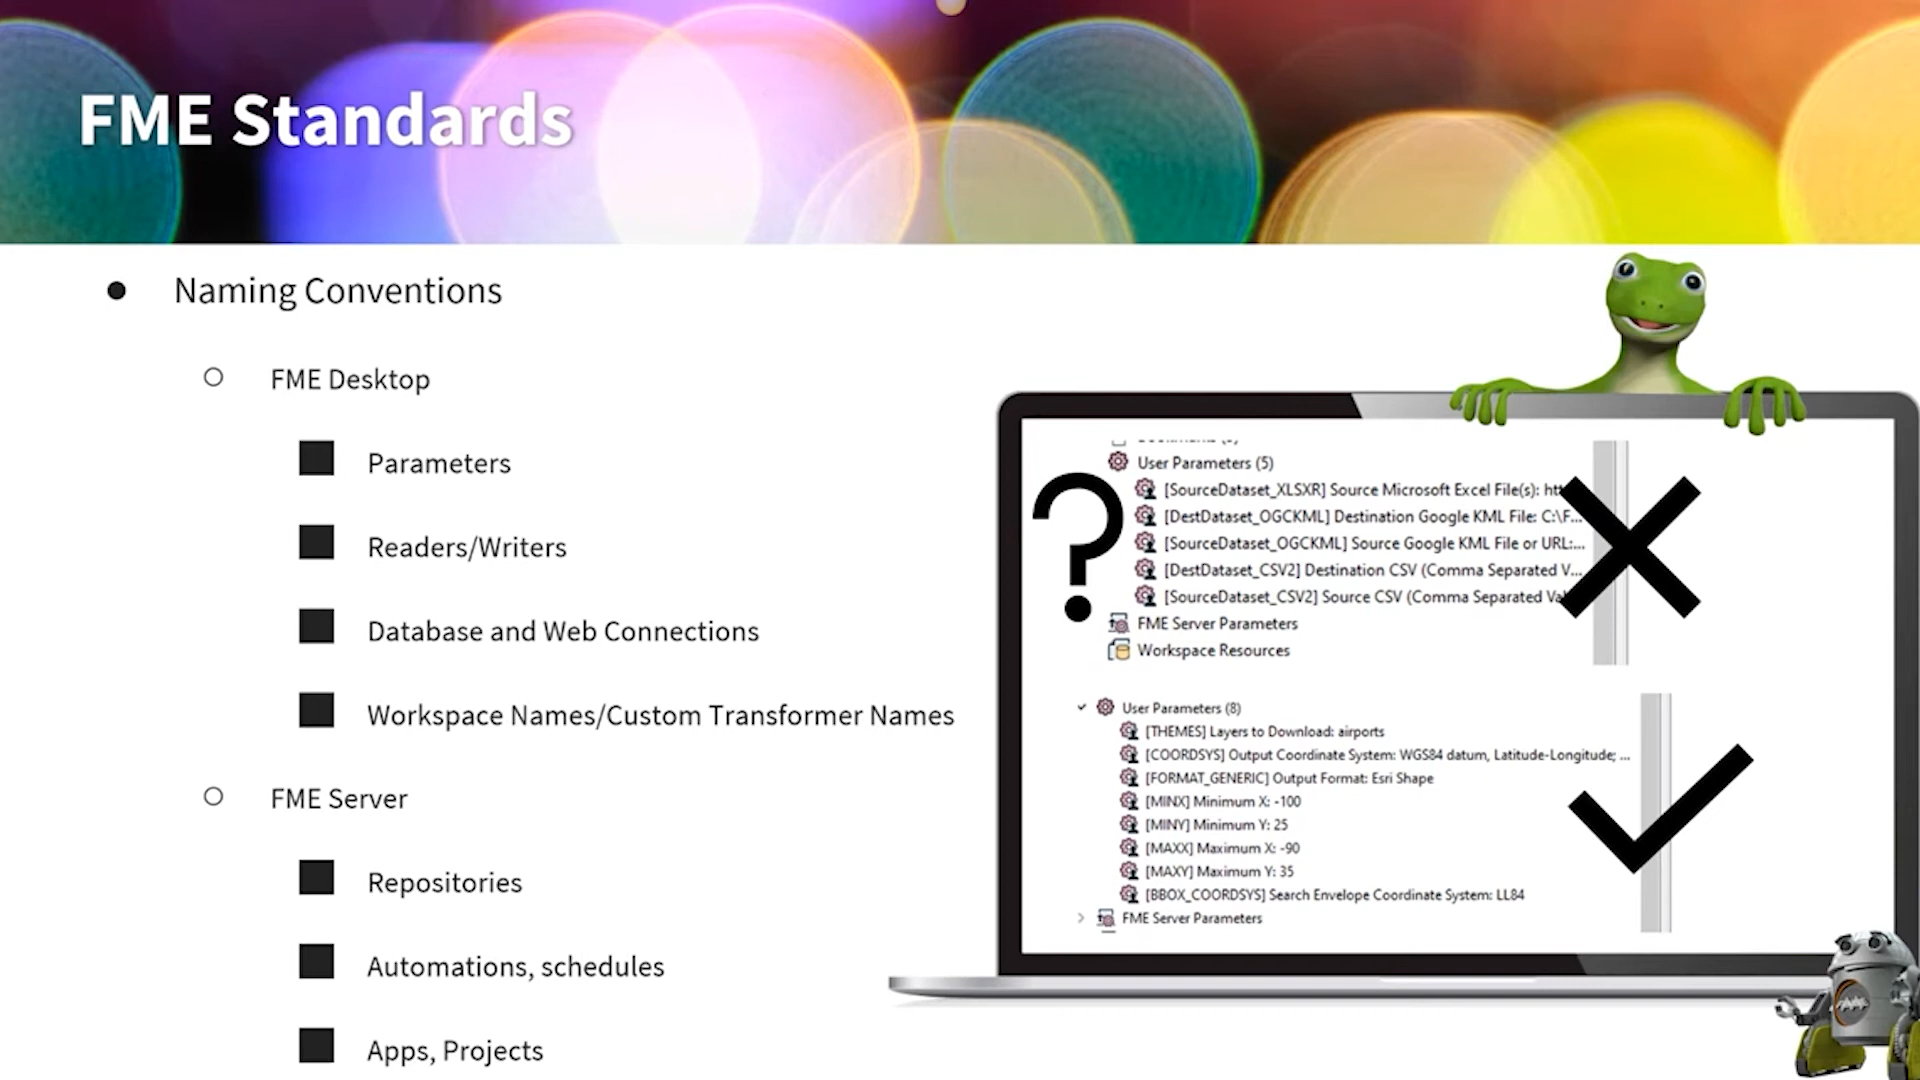 FME Standards
Naming Conventions
FME Desktop
Parameters
Readers/Writers
Database and Web Connections
Workspace Names/Custom Transformer Names
FME Server
Repositories
Automations, schedules
Apps, Projects
?
User Parameters (5)
[SourceDataset_XLSXR] Source Microsoft Excel File(s): htt
[DestDataset_OGCKML] Destination Google KML File: C:\F...
[SourceDataset_OGCKML] Source Google KML File or URL:...
[DestDataset_CSV2] Destination CSV (Comma Separated V...
[SourceDataset_CSV2] Source CSV (Comma Separated Val
FME Server Parameters
Workspace Resources
User Parameters (8)
[THEMES] Layers to Download: airports
[COORDSYS] Output Coordinate System: WGS84 datum, Latitude-Longitude; ...
[FORMAT_GENERIC] Output Format: Esri Shape
[MINX] Minimum X: -100
[MINY] Minimum Y: 25
[MAXX] Maximum X: -90
[MAXY] Maximum Y: 35
[BBOX_COORDSYS] Search Envelope Coordinate System: LL84
FME Server Parameters